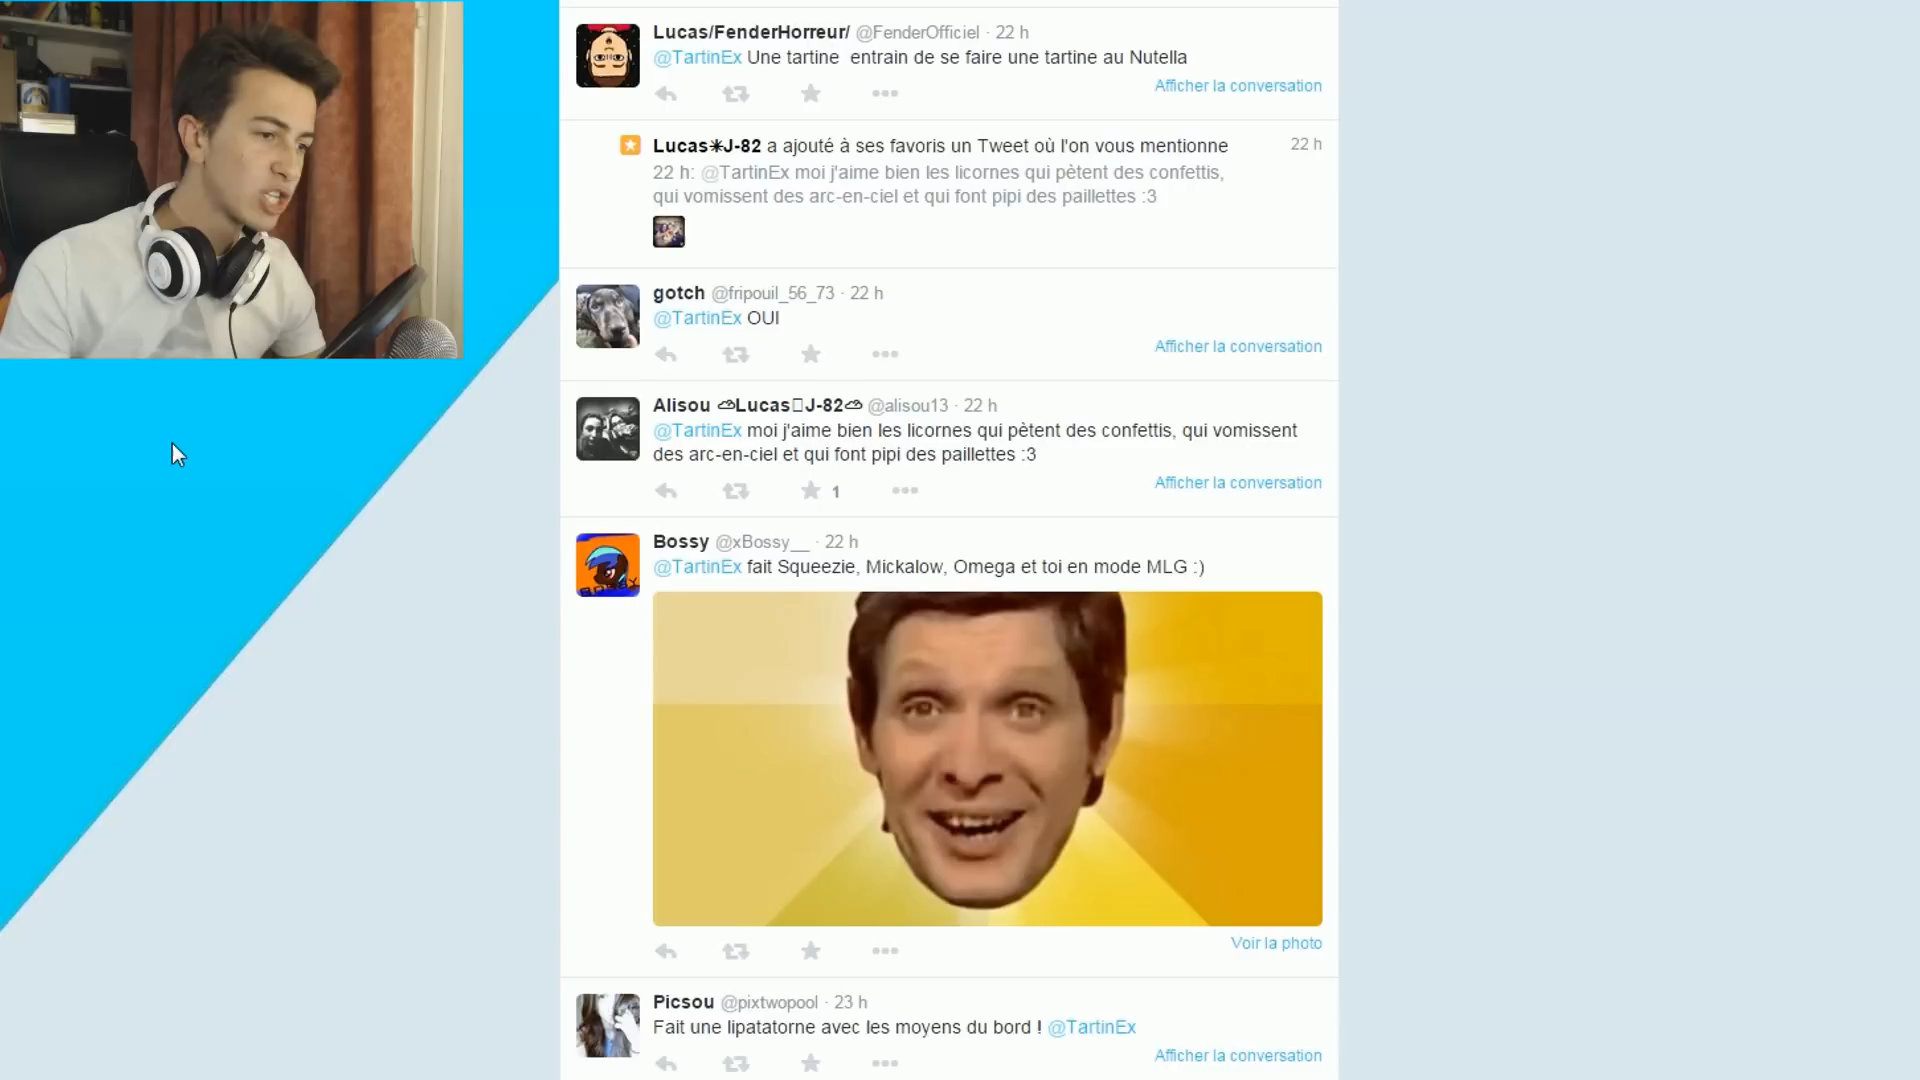 Lucas/FenderHorreur/ @FenderOfficiel · 22 h
@TartinEx Une tartine  entrain de se faire une tartine au Nutella
Afficher la conversation
Lucas☀J-82 a ajouté à ses favoris un Tweet où l'on vous mentionne 22 h
22 h: @TartinEx moi j'aime bien les licornes qui pètent des confettis,
qui vomissent des arc-en-ciel et qui font pipi des paillettes :3
gotch @fripouil_56_73 · 22 h
@TartinEx OUI
Afficher la conversation
Alisou ⛅Lucas▯J-82⛅ @alisou13 · 22 h
@TartinEx moi j'aime bien les licornes qui pètent des confettis, qui vomissent
des arc-en-ciel et qui font pipi des paillettes :3
Afficher la conversation
1
Bossy @xBossy__ · 22 h
@TartinEx fait Squeezie, Mickalow, Omega et toi en mode MLG :)
Voir la photo
Picsou @pixtwopool · 23 h
Fait une lipatatorne avec les moyens du bord ! @TartinEx
Afficher la conversation